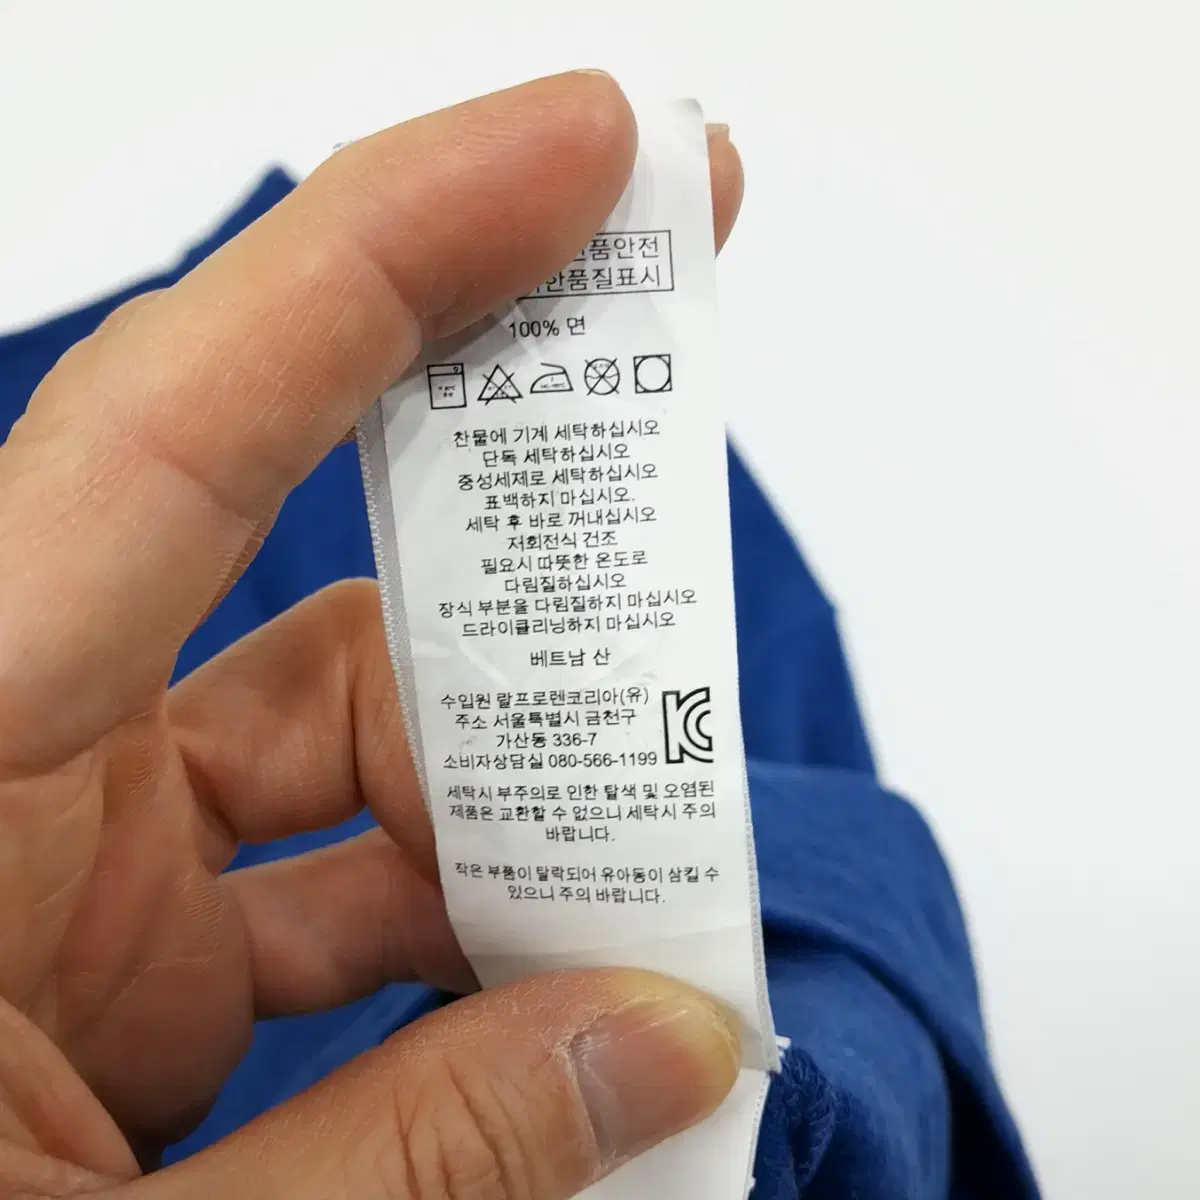 품안전
한품질표시
100% 면
찬물에 기계 세탁하십시오
단독 세탁하십시오
중성세제로 세탁하십시오
표백하지 마십시오.
세탁 후 바로 꺼내십시오
저회전식 건조
필요시 따뜻한 온도로
다림질하십시오
장식 부분을 다림질하지 마십시오
드라이클리닝하지 마십시오
베트남 산
수입원 랄프로렌코리아(유)
주소 서울특별시 금천구
가산동 336-7
소비자상담실 080-566-1199
세탁시 부주의로 인한 탈색 및 오염된
제품은 교환할 수 없으니 세탁시 주의
바랍니다.
작은 부품이 탈락되어 유아동이 삼킬 수
있으니 주의 바랍니다.